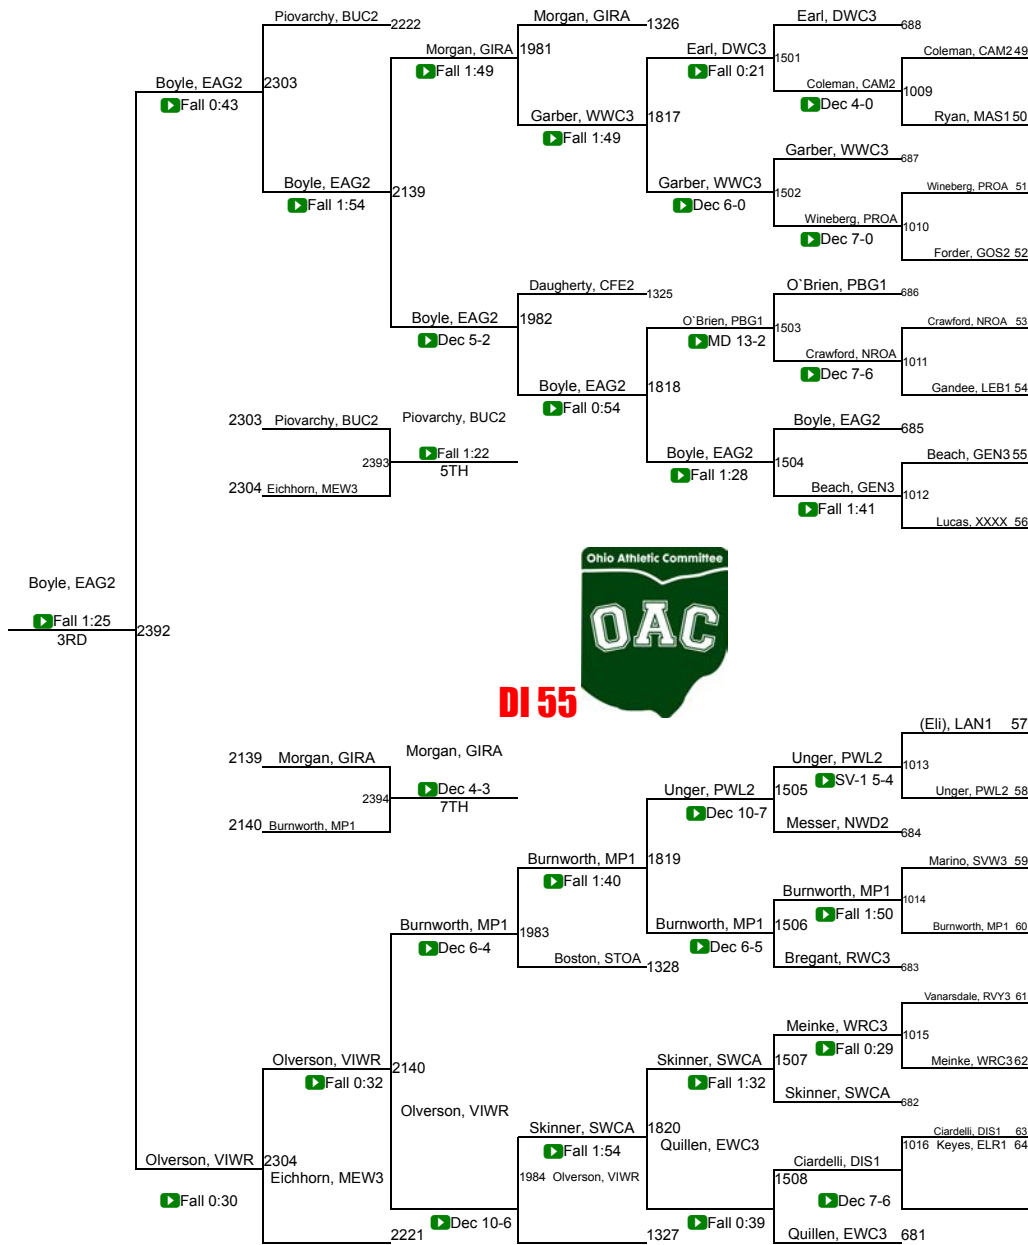 Piovarchy, BUC2
2222
Morgan, GIRA
1326
Earl, DWC3
688
Coleman, CAM2 49
Morgan, GIRA
1981
Fall 1:49
Earl, DWC3
1501
Fall 0:21
Boyle, EAG2
2303
Fall 0:43
Coleman, CAM2
1009
Dec 4-0
Ryan, MAS1 50
Garber, WWC3
1817
Fall 1:49
Garber, WWC3
687
Boyle, EAG2
2139
Fall 1:54
Garber, WWC3
1502
Dec 6-0
Wineberg, PROA 51
Wineberg, PROA
1010
Dec 7-0
Forder, GOS2 52
Daugherty, CFE2
1325
O`Brien, PBG1
686
Boyle, EAG2
1982
Dec 5-2
O`Brien, PBG1
1503
MD 13-2
Crawford, NROA 53
Crawford, NROA
1011
Dec 7-6
Boyle, EAG2
1818
Fall 0:54
Gandee, LEB1 54
2303 Piovarchy, BUC2
Piovarchy, BUC2
Boyle, EAG2
685
2393
Fall 1:22
5TH
Boyle, EAG2
1504
Fall 1:28
Beach, GEN3 55
2304 Eichhorn, MEW3
Beach, GEN3
1012
Fall 1:41
Lucas, XXXX 56
Ohio Athletic Committee
OAC
Boyle, EAG2
Fall 1:25
3RD
2392
DI 55
(Eli), LAN1 57
2139 Morgan, GIRA
Morgan, GIRA
Unger, PWL2
1013
SV-1 5-4
2394
Dec 4-3
7TH
Unger, PWL2
1505
Dec 10-7
Unger, PWL2 58
2140 Burnworth, MP1
Messer, NWD2
684
Burnworth, MP1
1819
Fall 1:40
Marino, SVW3 59
Burnworth, MP1
1014
Fall 1:50
Burnworth, MP1
1983
Dec 6-4
Burnworth, MP1
1506
Dec 6-5
Burnworth, MP1 60
Boston, STOA
1328
Bregant, RWC3
683
Vanarsdale, RVY3 61
Meinke, WRC3
1015
Fall 0:29
Olverson, VIWR
2140
Fall 0:32
Skinner, SWCA
1507
Fall 1:32
Meinke, WRC3 62
Skinner, SWCA
682
Olverson, VIWR
Skinner, SWCA
1820
Fall 1:54
Quillen, EWC3
Ciardelli, DIS1 63
1016 Keyes, ELR1 64
Olverson, VIWR
2304
Fall 0:30
Eichhorn, MEW3
1984 Olverson, VIWR
Ciardelli, DIS1
1508
Dec 7-6
Dec 10-6
Fall 0:39
2221
1327
Quillen, EWC3
681